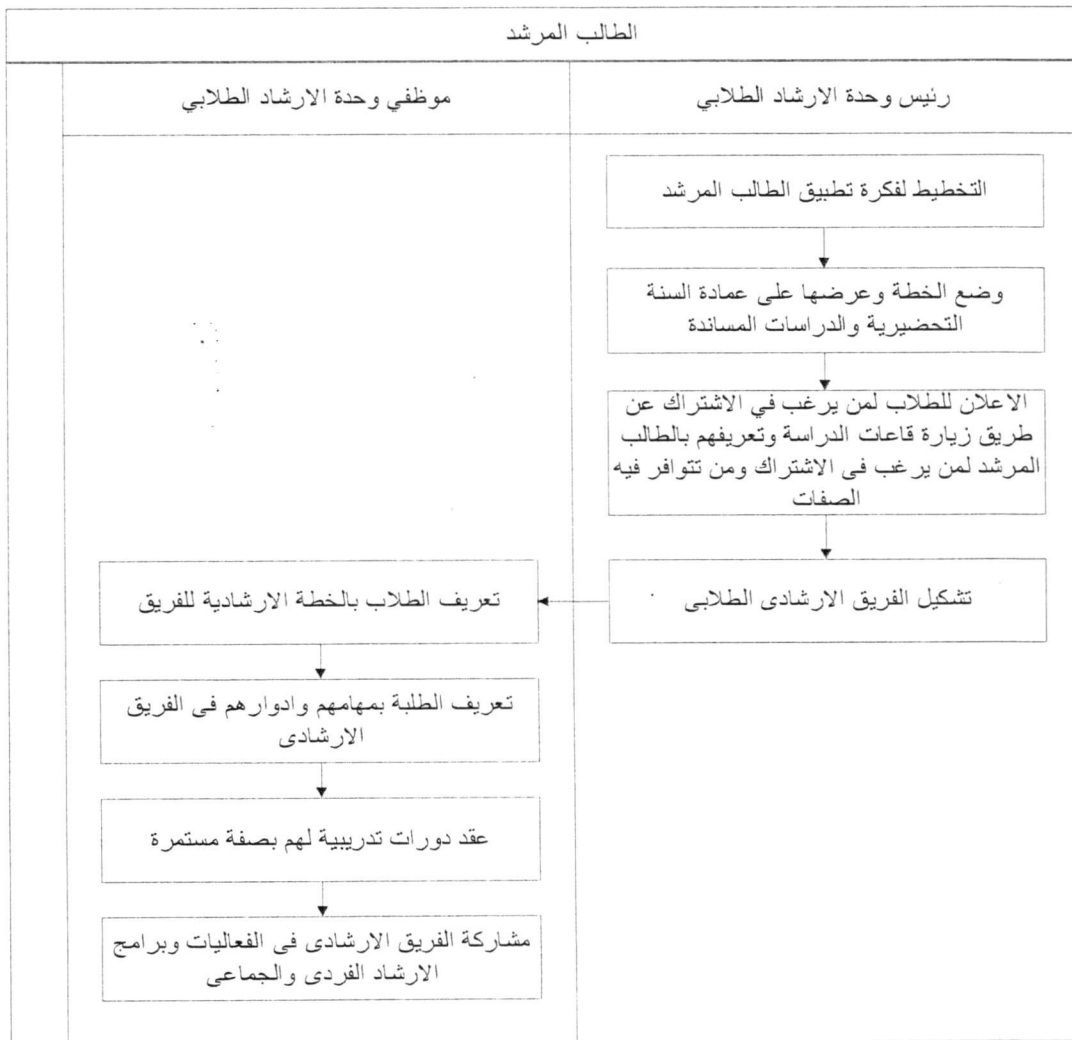 الطالب المرشد
رئيس وحدة الارشاد الطلابي
موظفي وحدة الارشاد الطلابي
التخطيط لفكرة تطبيق الطالب المرشد
وضع الخطة وعرضها على عمادة السنة
التحضيرية والدراسات المساندة
الاعلان للطلاب لمن يرغب في الاشتراك عن
طريق زيارة قاعات الدراسة وتعريفهم بالطالب
المرشد لمن يرغب فى الاشتراك ومن تتوافر فيه
الصفات
تشكيل الفريق الارشادى الطلابى
تعريف الطلاب بالخطة الارشادية للفريق
تعريف الطلبة بمهامهم وادوارهم فى الفريق
الارشادى
عقد دورات تدريبية لهم بصفة مستمرة
مشاركة الفريق الارشادى فى الفعاليات وبرامج
الارشاد الفردى والجماعى